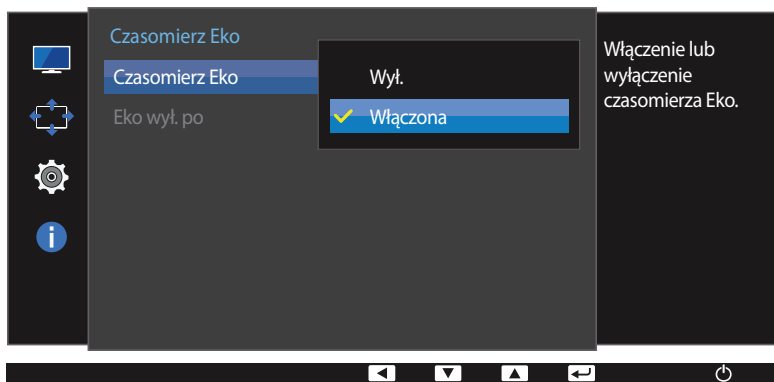 Czasomierz Eko
Czasomierz Eko
Eko wył. po
Wył.
Włączona
Włączenie lub
wyłączenie
czasomierza Eko.